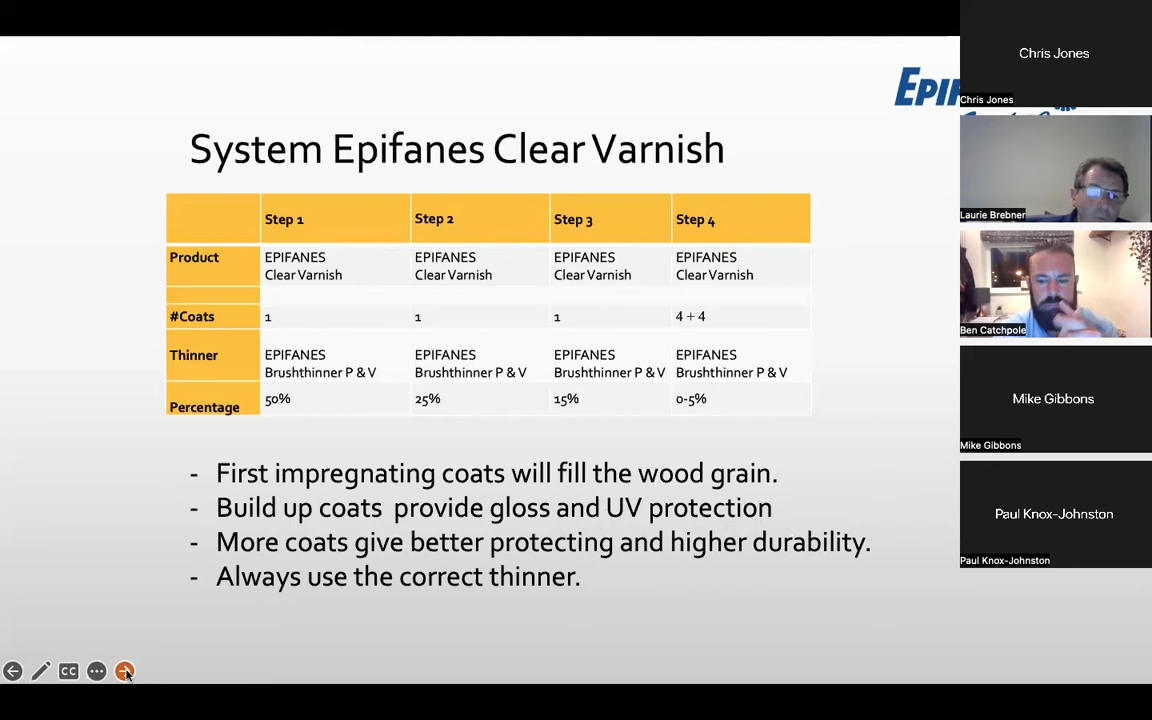 EPIF
System Epifanes Clear Varnish
Step 1 Step 2 Step 3 Step 4
Product EPIFANES EPIFANES EPIFANES EPIFANES
Clear Varnish Clear Varnish Clear Varnish Clear Varnish
#Coats 1 1 1 4 + 4
Thinner EPIFANES EPIFANES EPIFANES EPIFANES
Brushthinner P & V Brushthinner P & V Brushthinner P & V Brushthinner P & V
Percentage 50% 25% 15% 0-5%
- First impregnating coats will fill the wood grain.
- Build up coats provide gloss and UV protection
- More coats give better protecting and higher durability.
- Always use the correct thinner.
CC
Chris Jones
Chris Jones
Laurie Brebner
Ben Catchpole
Mike Gibbons
Mike Gibbons
Paul Knox-Johnston
Paul Knox-Johnston